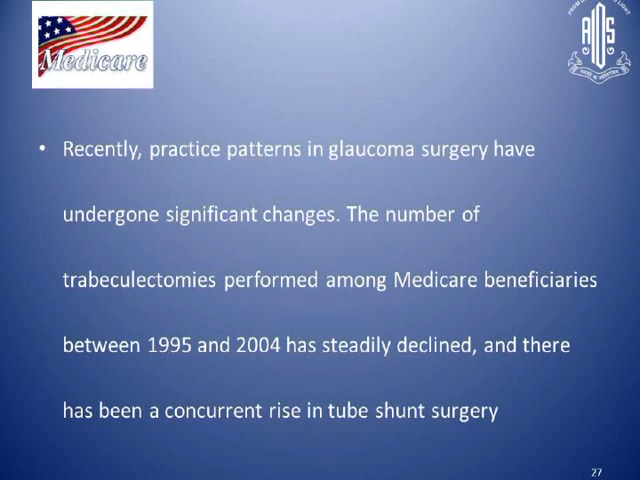 Medicare
• Recently, practice patterns in glaucoma surgery have
undergone significant changes. The number of
trabeculectomies performed among Medicare beneficiaries
between 1995 and 2004 has steadily declined, and there
has been a concurrent rise in tube shunt surgery
27